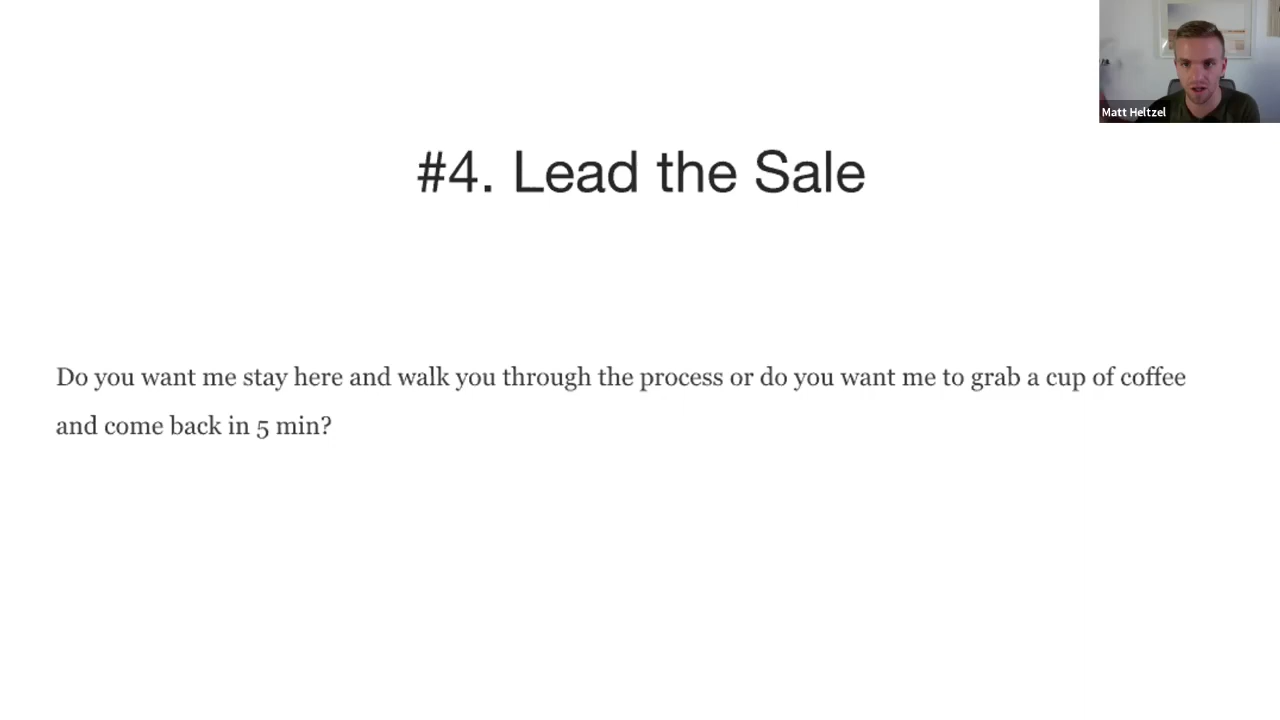 Matt Heltzel
#4. Lead the Sale
Do you want me stay here and walk you through the process or do you want me to grab a cup of coffee
and come back in 5 min?